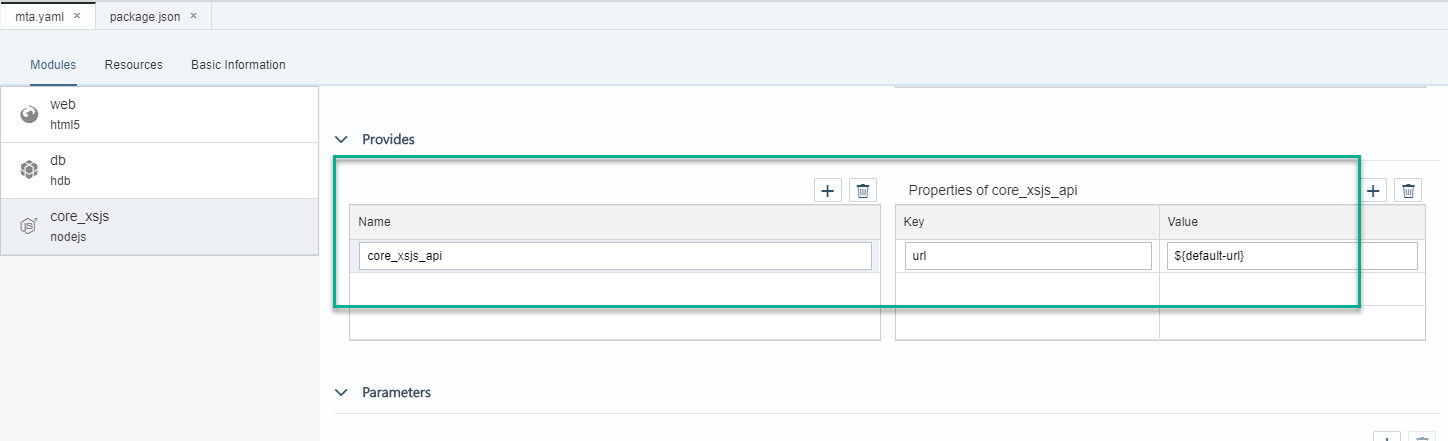 mta.yaml × package.json ×
Modules Resources Basic Information
web
html5
db
hdb
core_xsjs
nodejs
Provides
Properties of core_xsjs_api
Name
Key Value
core_xsjs_api
url ${default-url}
Parameters